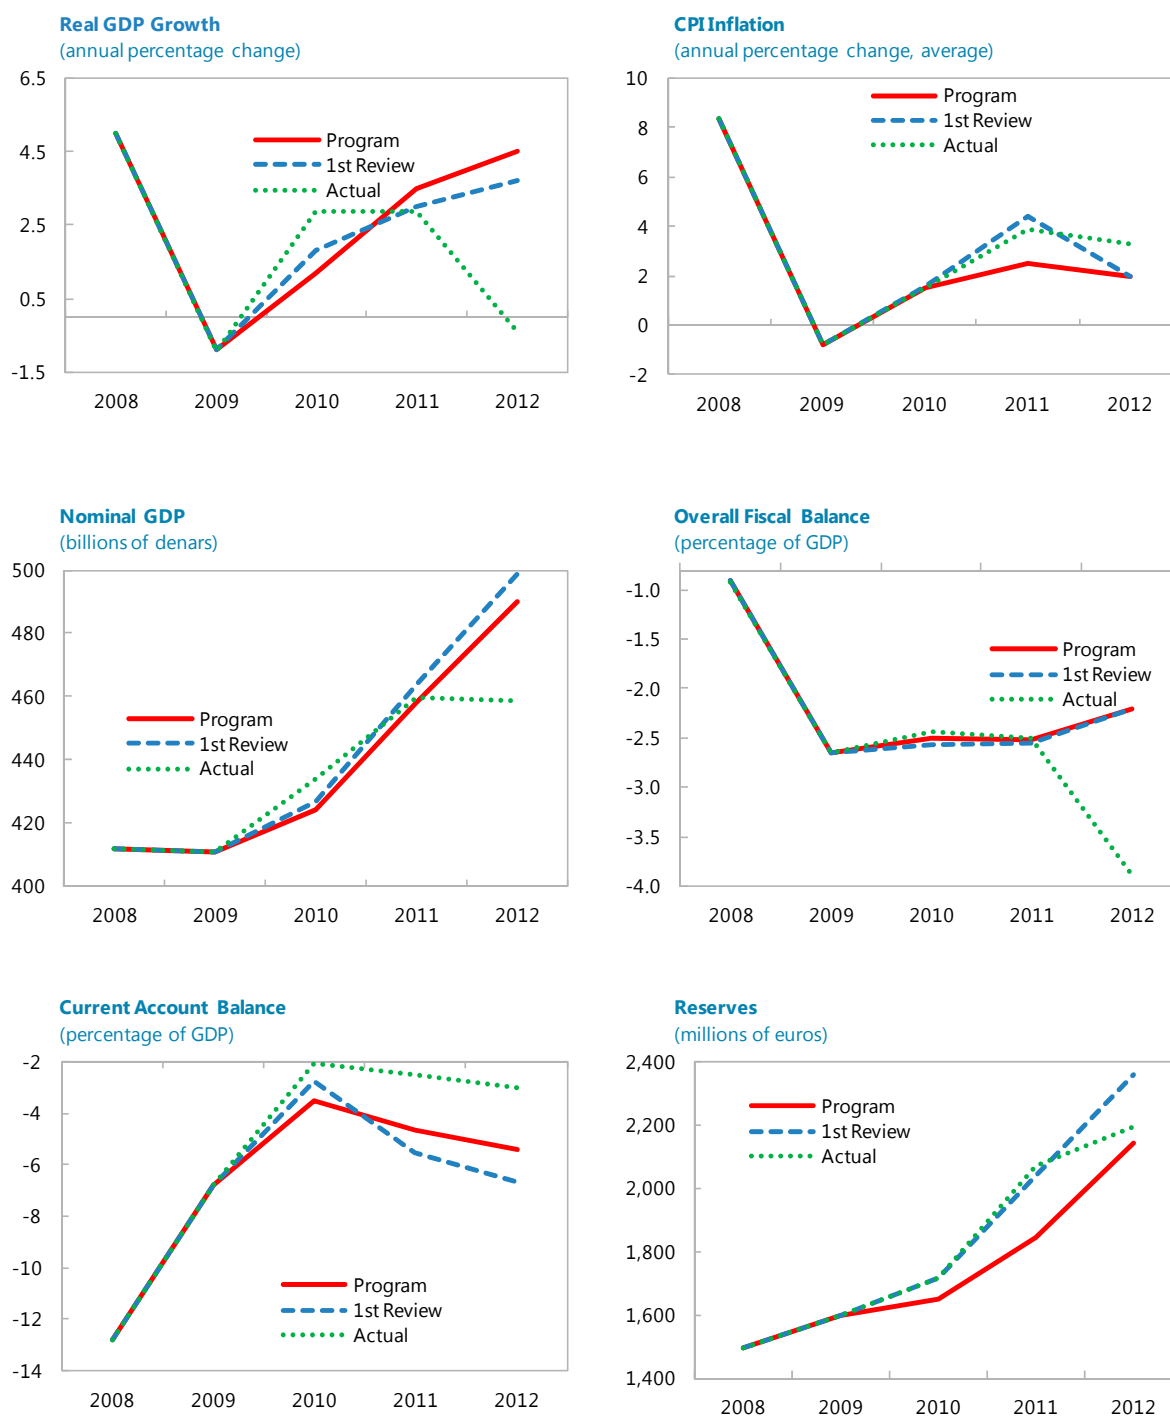 Real GDP Growth
(annual percentage change)
6.5
4.5
2.5
0.5
-1.5
Program
1st Review
Actual
2008 2009 2010 2011 2012
CPI Inflation
(annual percentage change, average)
10
8
6
4
2
0
-2
Program
1st Review
Actual
2008 2009 2010 2011 2012
Nominal GDP
(billions of denars)
500
480
460
440
420
400
Program
1st Review
Actual
2008 2009 2010 2011 2012
Overall Fiscal Balance
(percentage of GDP)
-1.0
-1.5
-2.0
-2.5
-3.0
-3.5
-4.0
Program
1st Review
Actual
2008 2009 2010 2011 2012
Current Account Balance
(percentage of GDP)
-2
-4
-6
-8
-10
-12
-14
Program
1st Review
Actual
2008 2009 2010 2011 2012
Reserves
(millions of euros)
2,400
2,200
2,000
1,800
1,600
1,400
Program
1st Review
Actual
2008 2009 2010 2011 2012